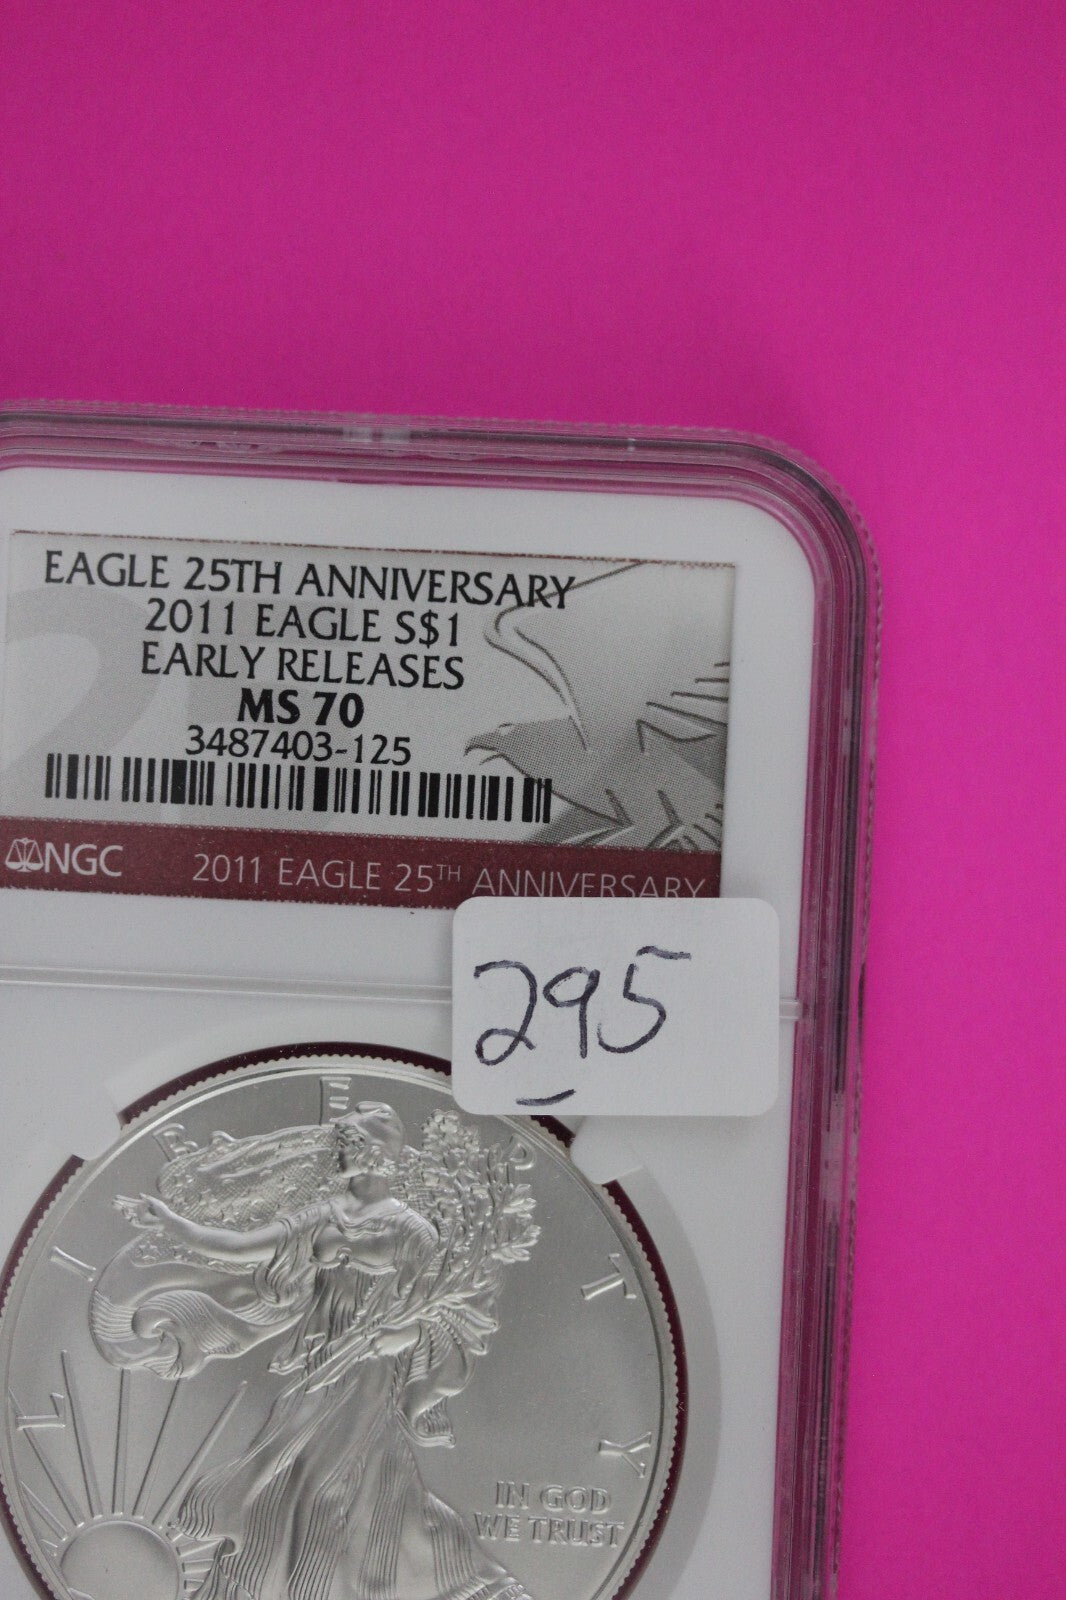 EAGLE 25TH ANNIVERSARY
2011 EAGLE S$1
EARLY RELEASES
MS 70
3487403-125
NGC 2011 EAGLE 25TH ANNIVERSARY
295
LIBERTY
IN GOD
WE TRUST